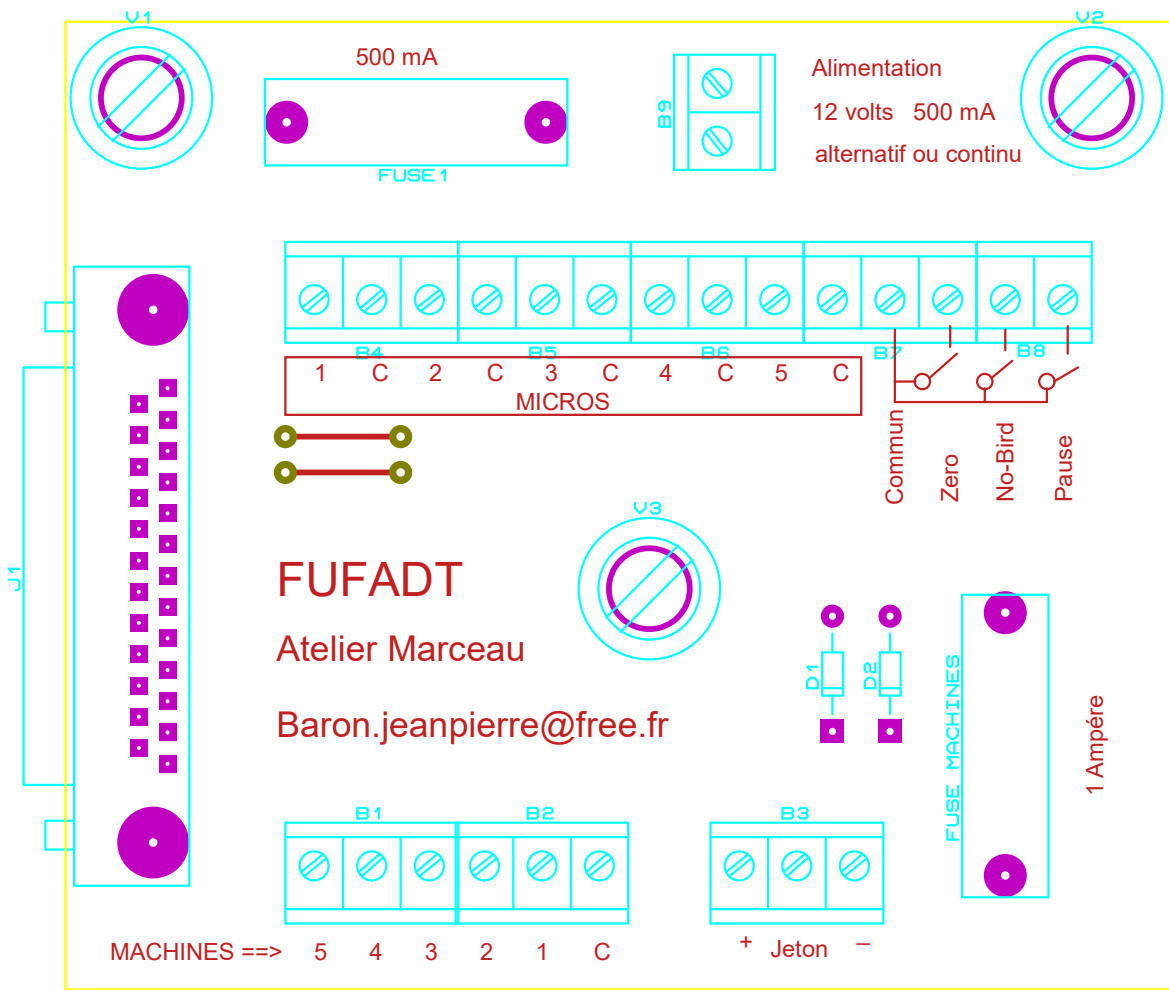 V1
V2
500 mA
FUSE1
B9
Alimentation
12 volts 500 mA
alternatif ou continu
B4 B5 B6 B7 B8
1 C 2 C 3 C 4 C 5 C
MICROS
Commun
Zero
No-Bird
Pause
J1
V3
FUFADT
Atelier Marceau
Baron.jeanpierre@free.fr
D1
D2
FUSE MACHINES
1 Ampére
B1 B2 B3
MACHINES ==> 5 4 3 2 1 C
+ Jeton −